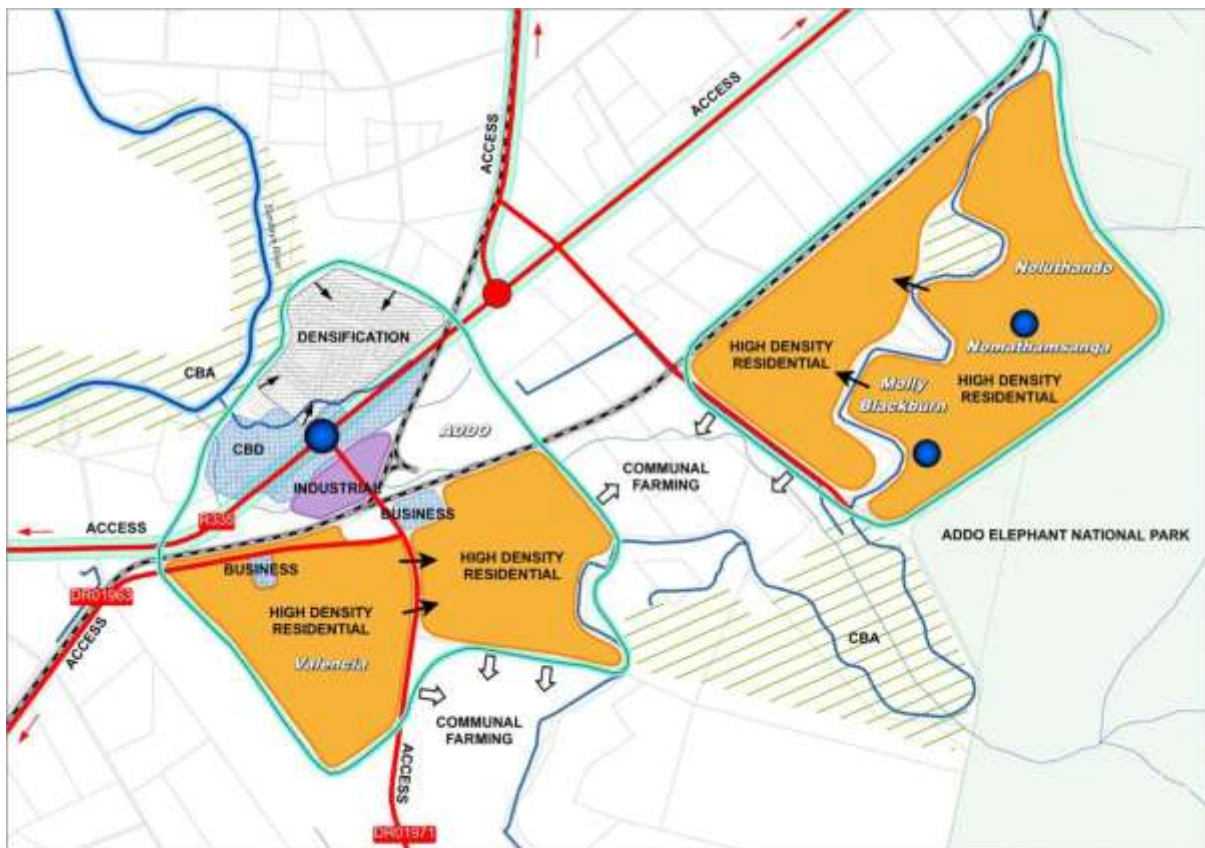 ACCESS
ACCESS
Noluthando
DENSIFICATION
HIGH DENSITY
RESIDENTIAL
Nomathamsanqa
CBA
Molly
Blackburn
HIGH DENSITY
RESIDENTIAL
ADDO
CBD
COMMUNAL
FARMING
INDUSTRIAL
BUSINESS
R336
ACCESS
ADDO ELEPHANT NATIONAL PARK
BUSINESS
HIGH DENSITY
RESIDENTIAL
DR01963
HIGH DENSITY
RESIDENTIAL
CBA
ACCESS
Valencia
COMMUNAL
FARMING
ACCESS
DR01971